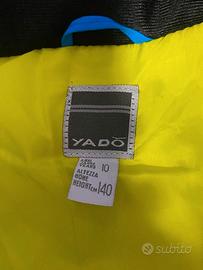 YADO
YEARS 10
ALTEZZA
HEIGHT CM 140
subito